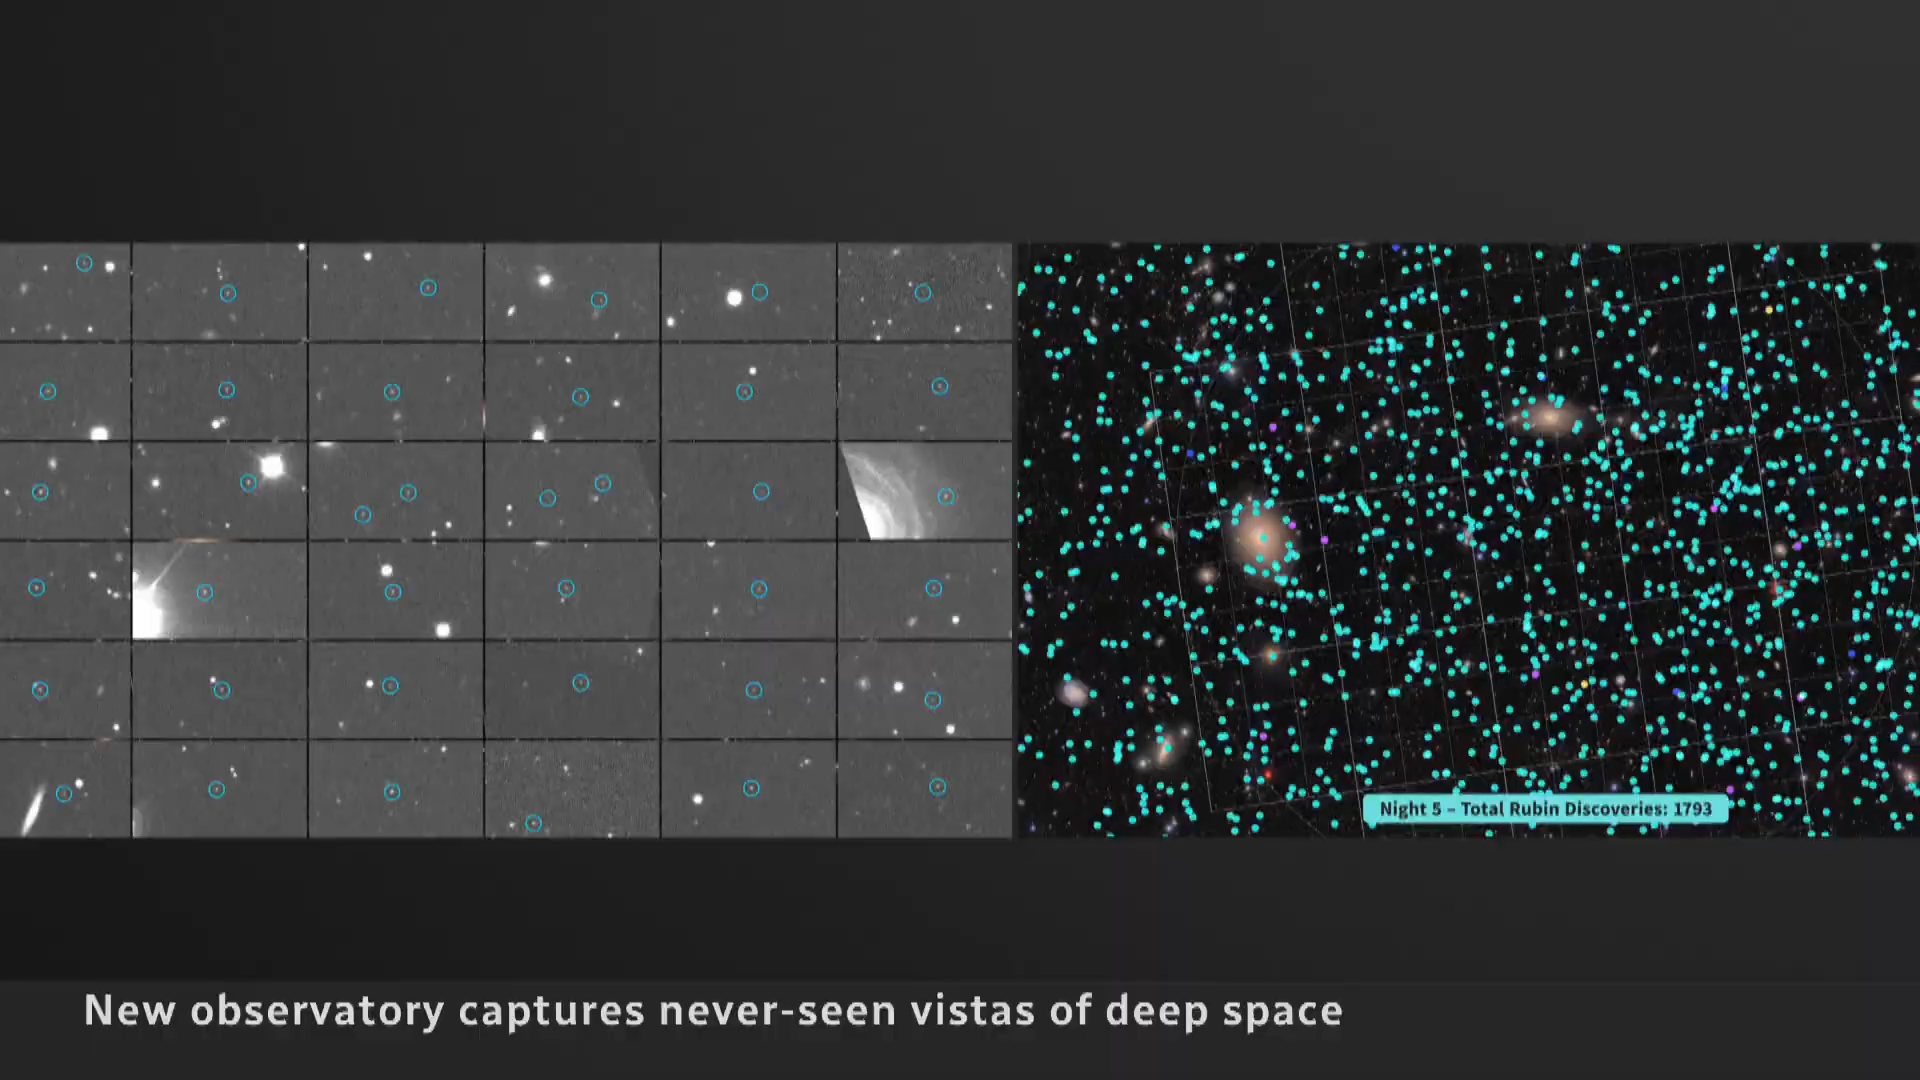 Night 5 – Total Rubin Discoveries: 1793
New observatory captures never-seen vistas of deep space